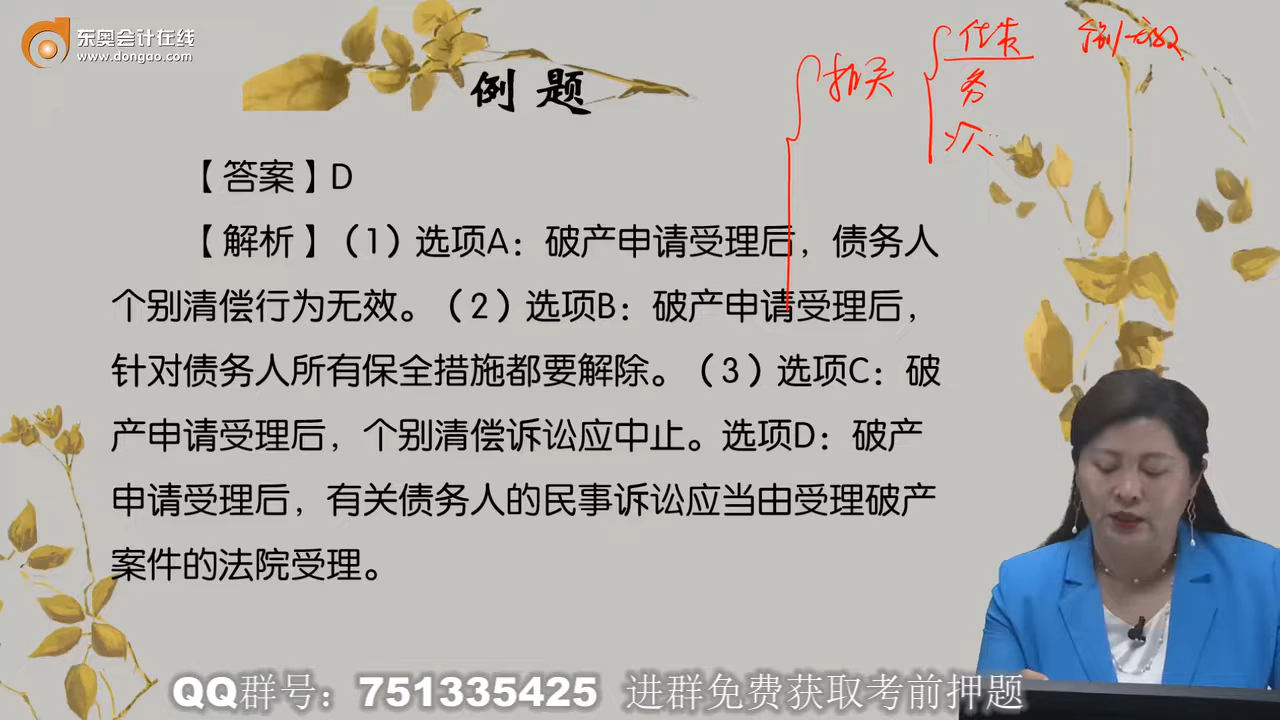 东奥会计在线
www.dongao.com
例题
【答案】D
【解析】（1）选项A：破产申请受理后，债务人
个别清偿行为无效。（2）选项B：破产申请受理后，
针对债务人所有保全措施都要解除。（3）选项C：破
产申请受理后，个别清偿诉讼应中止。选项D：破产
申请受理后，有关债务人的民事诉讼应当由受理破产
案件的法院受理。
QQ群号：751335425 进群免费获取考前押题